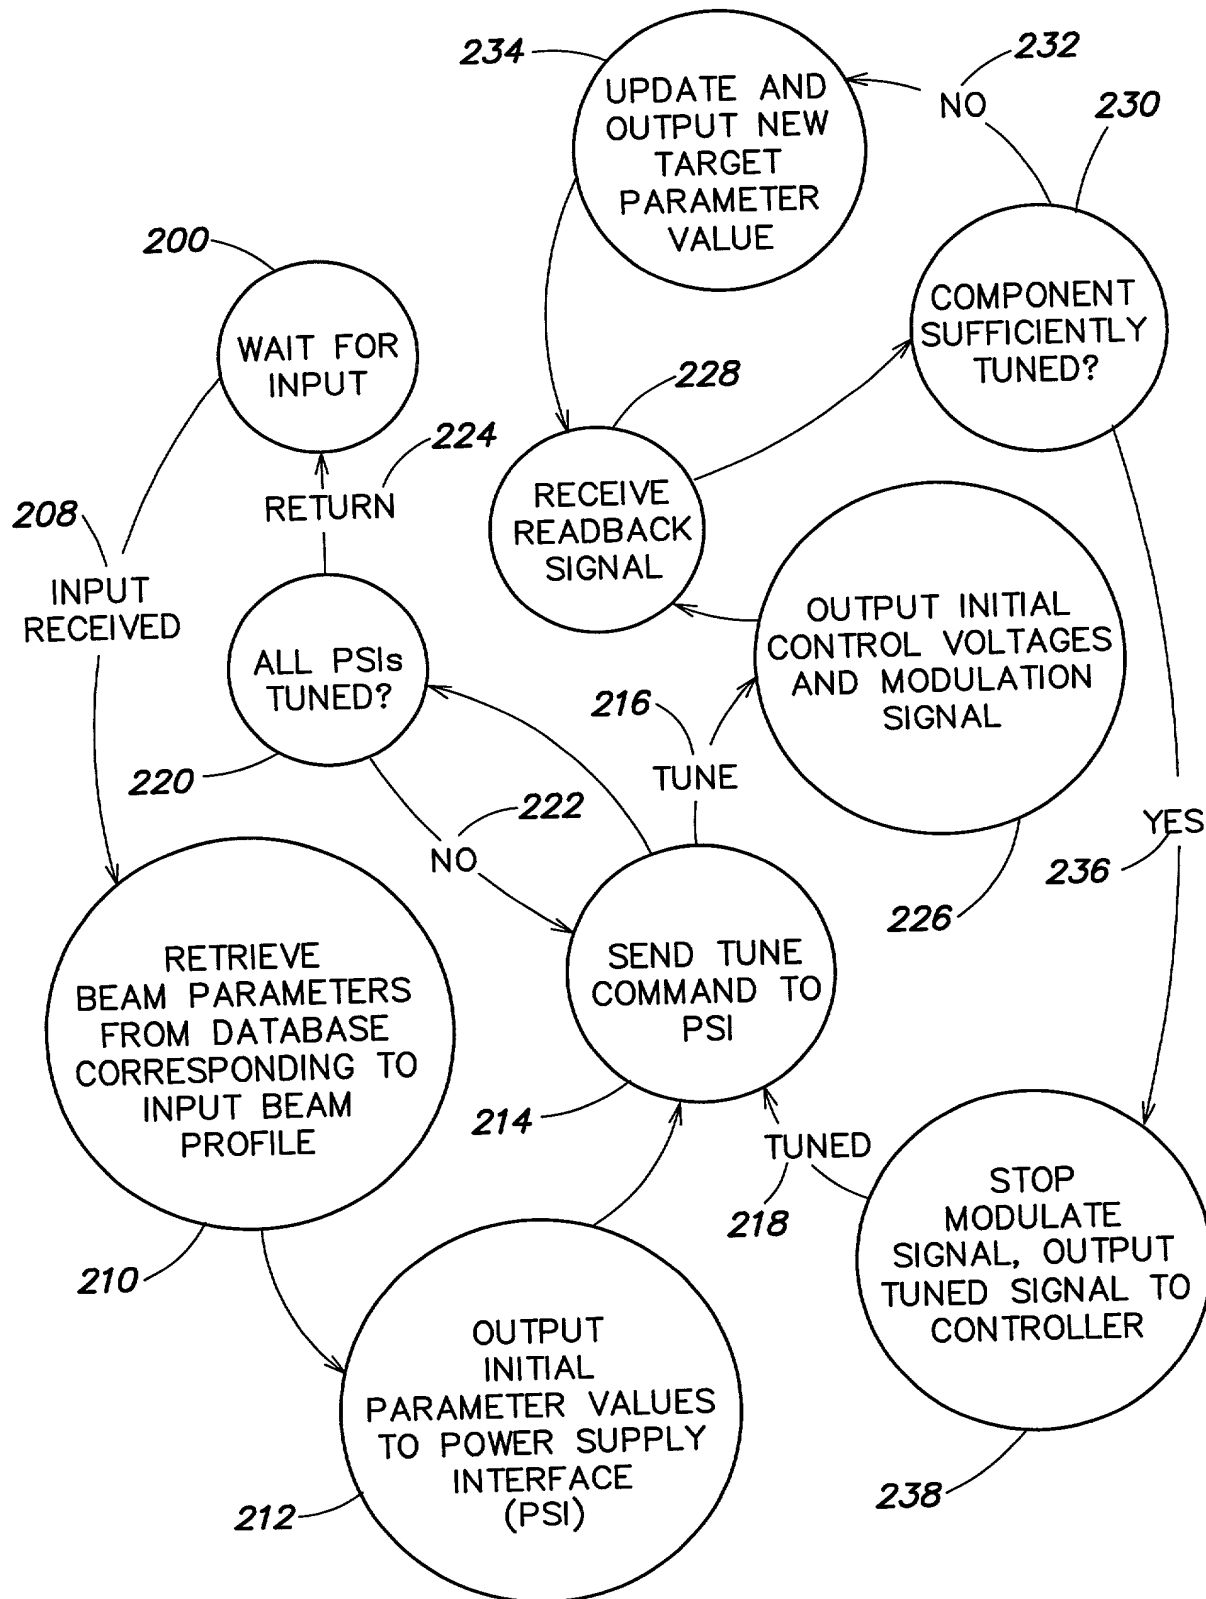 234
UPDATE AND
OUTPUT NEW
TARGET
PARAMETER
VALUE
232
NO
230
COMPONENT
SUFFICIENTLY
TUNED?
200
WAIT FOR
INPUT
224
RETURN
208
INPUT
RECEIVED
228
RECEIVE
READBACK
SIGNAL
OUTPUT INITIAL
CONTROL VOLTAGES
AND MODULATION
SIGNAL
226
ALL PSIs
TUNED?
220
216
TUNE
222
NO
YES
236
SEND TUNE
COMMAND TO
PSI
214
RETRIEVE
BEAM PARAMETERS
FROM DATABASE
CORRESPONDING TO
INPUT BEAM
PROFILE
210
TUNED
218
STOP
MODULATE
SIGNAL, OUTPUT
TUNED SIGNAL TO
CONTROLLER
238
OUTPUT
INITIAL
PARAMETER VALUES
TO POWER SUPPLY
INTERFACE
(PSI)
212